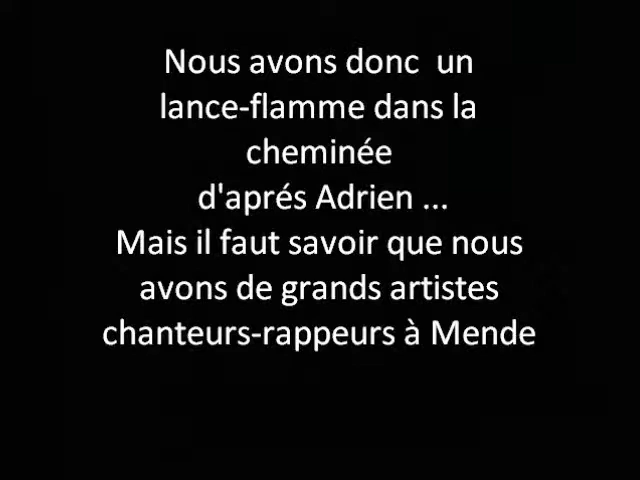 Nous avons donc  un
lance-flamme dans la
cheminée
d'aprés Adrien ...
Mais il faut savoir que nous
avons de grands artistes
chanteurs-rappeurs à Mende